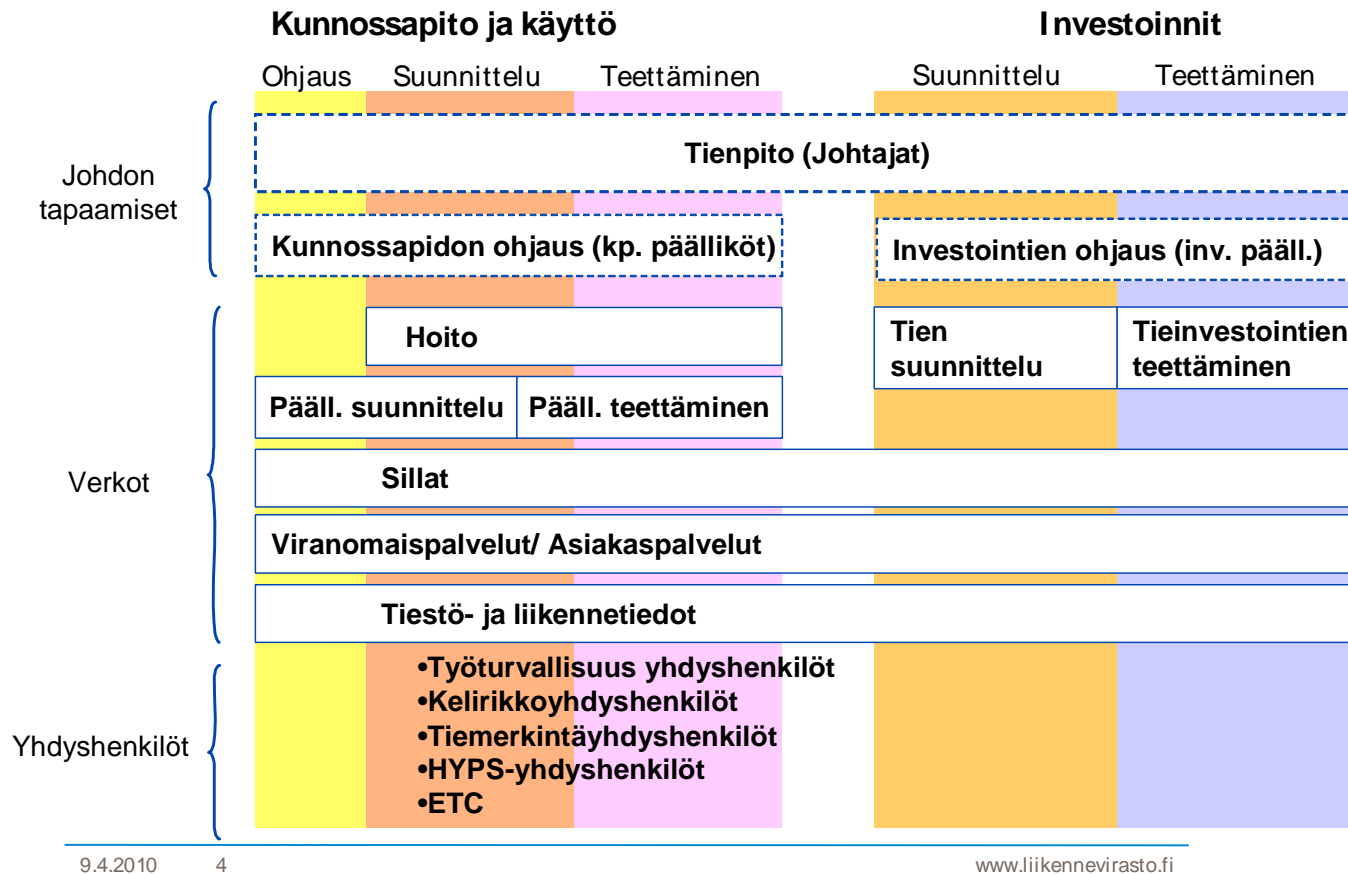 Kunnossapito ja käyttö
Investoinnit
Ohjaus
Suunnittelu
Teettäminen
Suunnittelu
Teettäminen
Johdon
tapaamiset
Tienpito (Johtajat)
Kunnossapidon ohjaus (kp. päälliköt)
Investointien ohjaus (inv. pääll.)
Verkot
Hoito
Tien
suunnittelu
Tieinvestointien
teettäminen
Pääll. suunnittelu
Pääll. teettäminen
Sillat
Viranomaispalvelut/ Asiakaspalvelut
Tiestö- ja liikennetiedot
Yhdyshenkilöt
•Työturvallisuus yhdyshenkilöt
•Kelirikkoyhdyshenkilöt
•Tiemerkintäyhdyshenkilöt
•HYPS-yhdyshenkilöt
•ETC
9.4.2010
4
www.liikennevirasto.fi